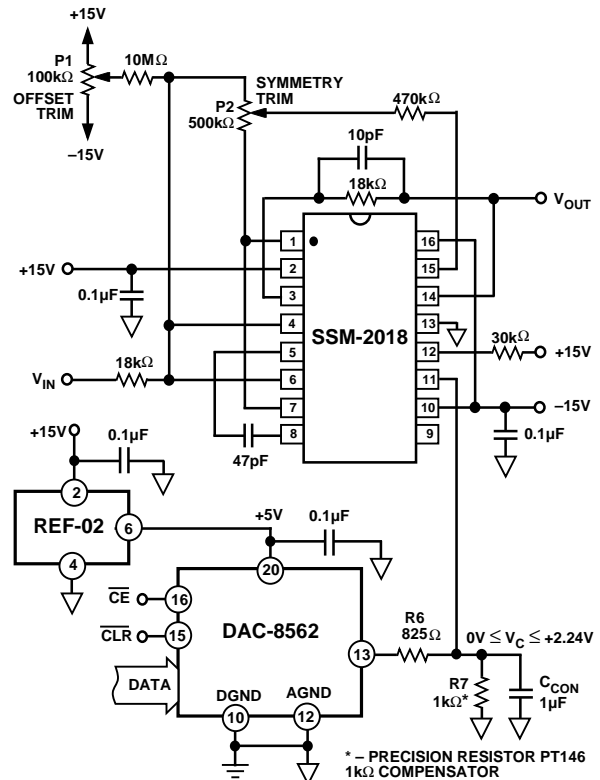 +15V
P1
100kΩ
OFFSET
TRIM
–15V
10MΩ
SYMMETRY
TRIM
P2
500kΩ
470kΩ
10pF
18kΩ
VOUT
+15V
0.1µF
VIN
18kΩ
47pF
1
2
3
4
5
6
7
8
SSM-2018
16
15
14
13
12
11
10
9
30kΩ
+15V
–15V
0.1µF
+15V
0.1µF
2
REF-02
6
4
+5V
0.1µF
20
CE
16
CLR
15
DAC-8562
13
DATA
DGND
10
AGND
12
R6
825Ω
0V ≤ VC ≤ +2.24V
R7
1kΩ*
CCON
1µF
* – PRECISION RESISTOR PT146
1kΩ COMPENSATOR